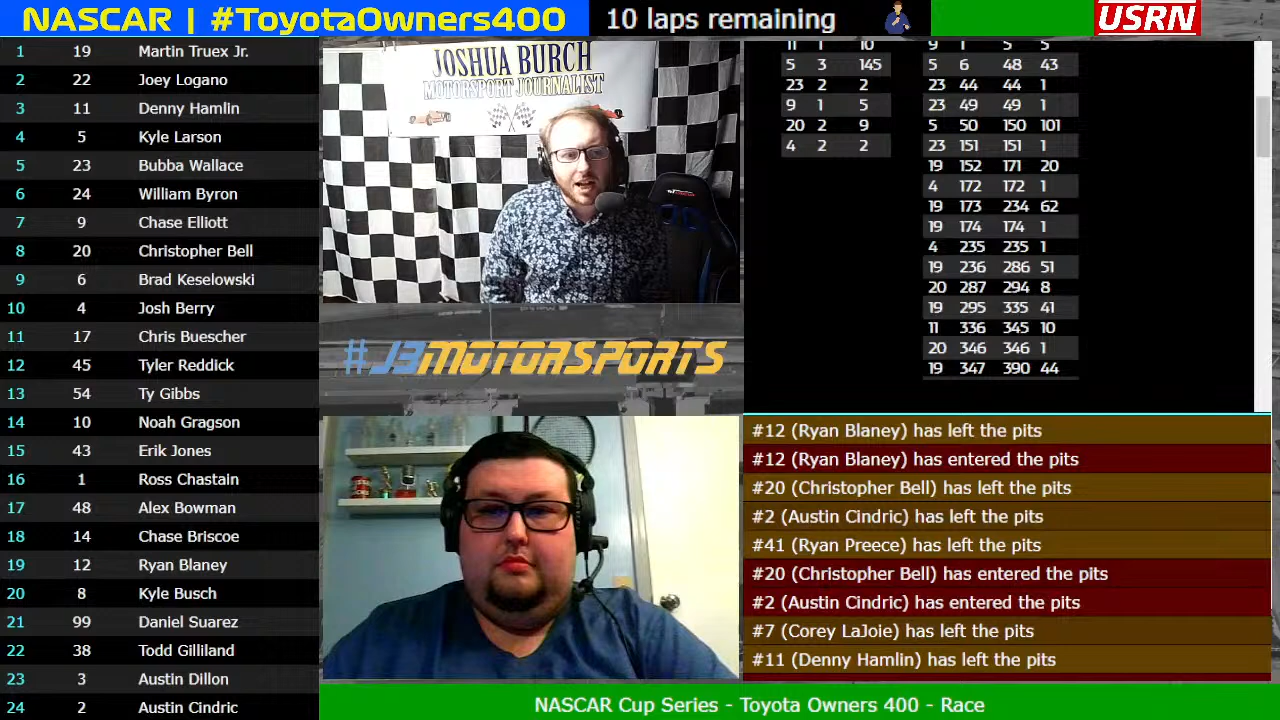 NASCAR | #ToyotaOwners400
10 laps remaining
USRN
1 19 Martin Truex Jr.
2 22 Joey Logano
3 11 Denny Hamlin
4 5 Kyle Larson
5 23 Bubba Wallace
6 24 William Byron
7 9 Chase Elliott
8 20 Christopher Bell
9 6 Brad Keselowski
10 4 Josh Berry
11 17 Chris Buescher
12 45 Tyler Reddick
13 54 Ty Gibbs
14 10 Noah Gragson
15 43 Erik Jones
16 1 Ross Chastain
17 48 Alex Bowman
18 14 Chase Briscoe
19 12 Ryan Blaney
20 8 Kyle Busch
21 99 Daniel Suarez
22 38 Todd Gilliland
23 3 Austin Dillon
24 2 Austin Cindric
JOSHUA BURCH
MOTORSPORT JOURNALIST
#JBMOTORSPORTS
11 1 10
5 3 145
23 2 2
9 1 5
20 2 9
4 2 2
9 1 5 5
5 6 48 43
23 44 44 1
23 49 49 1
5 50 150 101
23 151 151 1
19 152 171 20
4 172 172 1
19 173 234 62
19 174 174 1
4 235 235 1
19 236 286 51
20 287 294 8
19 295 335 41
11 336 345 10
20 346 346 1
19 347 390 44
#12 (Ryan Blaney) has left the pits
#12 (Ryan Blaney) has entered the pits
#20 (Christopher Bell) has left the pits
#2 (Austin Cindric) has left the pits
#41 (Ryan Preece) has left the pits
#20 (Christopher Bell) has entered the pits
#2 (Austin Cindric) has entered the pits
#7 (Corey LaJoie) has left the pits
#11 (Denny Hamlin) has left the pits
NASCAR Cup Series - Toyota Owners 400 - Race